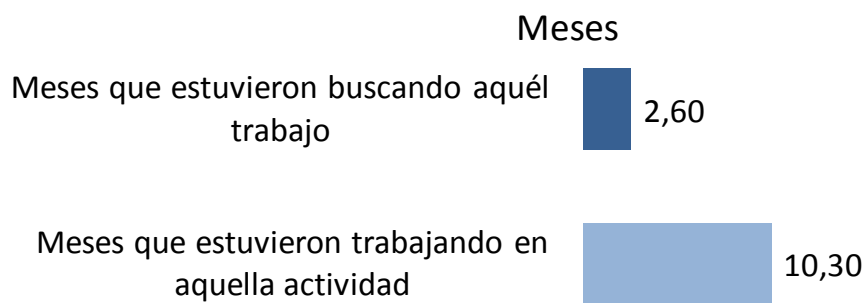 Meses
Meses que estuvieron buscando aquél
trabajo
2,60
Meses que estuvieron trabajando en
aquella actividad
10,30